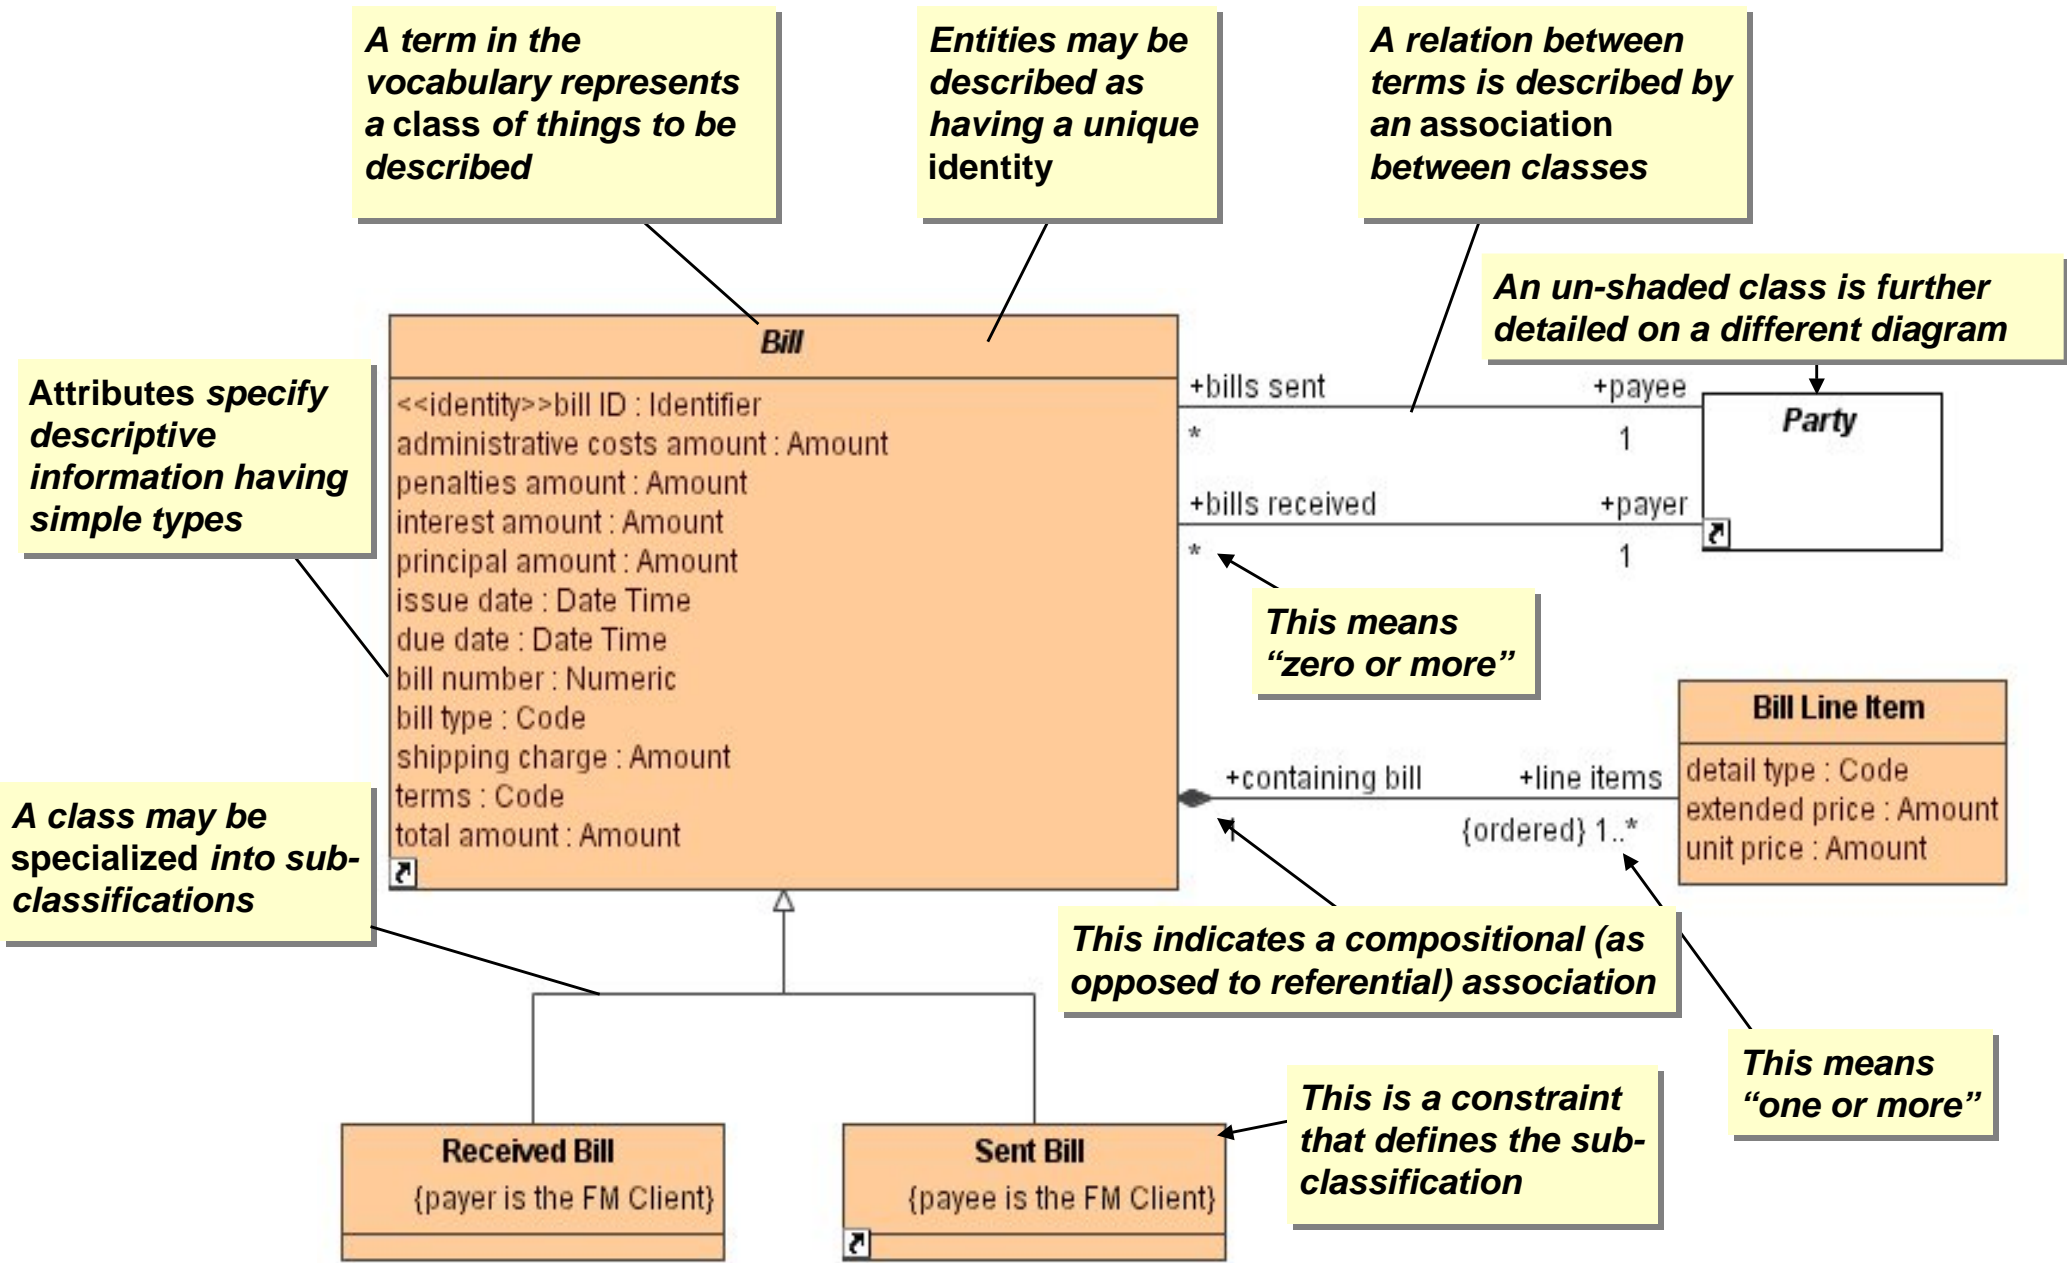 A term in the
vocabulary represents
a class of things to be
described
Entities may be
described as
having a unique
identity
A relation between
terms is described by
an association
between classes
An un-shaded class is further
detailed on a different diagram
Attributes specify
descriptive
information having
simple types
Bill
<<identity>>bill ID : Identifier
administrative costs amount : Amount
penalties amount : Amount
interest amount : Amount
principal amount : Amount
issue date : Date Time
due date : Date Time
bill number : Numeric
bill type : Code
shipping charge : Amount
terms : Code
total amount : Amount
+bills sent
+payee
*
1
+bills received
+payer
*
1
Party
This means
“zero or more”
Bill Line Item
detail type : Code
extended price : Amount
unit price : Amount
+containing bill
+line items
1
{ordered} 1..*
A class may be
specialized into sub-
classifications
This indicates a compositional (as
opposed to referential) association
This means
“one or more”
This is a constraint
that defines the sub-
classification
Received Bill
{payer is the FM Client}
Sent Bill
{payee is the FM Client}